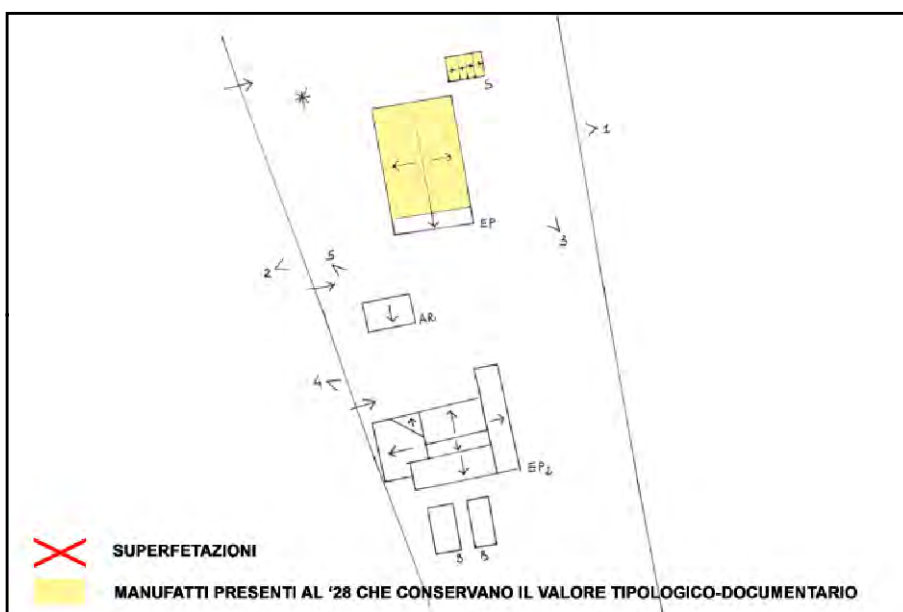 S
1
EP
3
5
2
AR
4
EP2
B B
SUPERFETAZIONI
MANUFATTI PRESENTI AL '28 CHE CONSERVANO IL VALORE TIPOLOGICO-DOCUMENTARIO